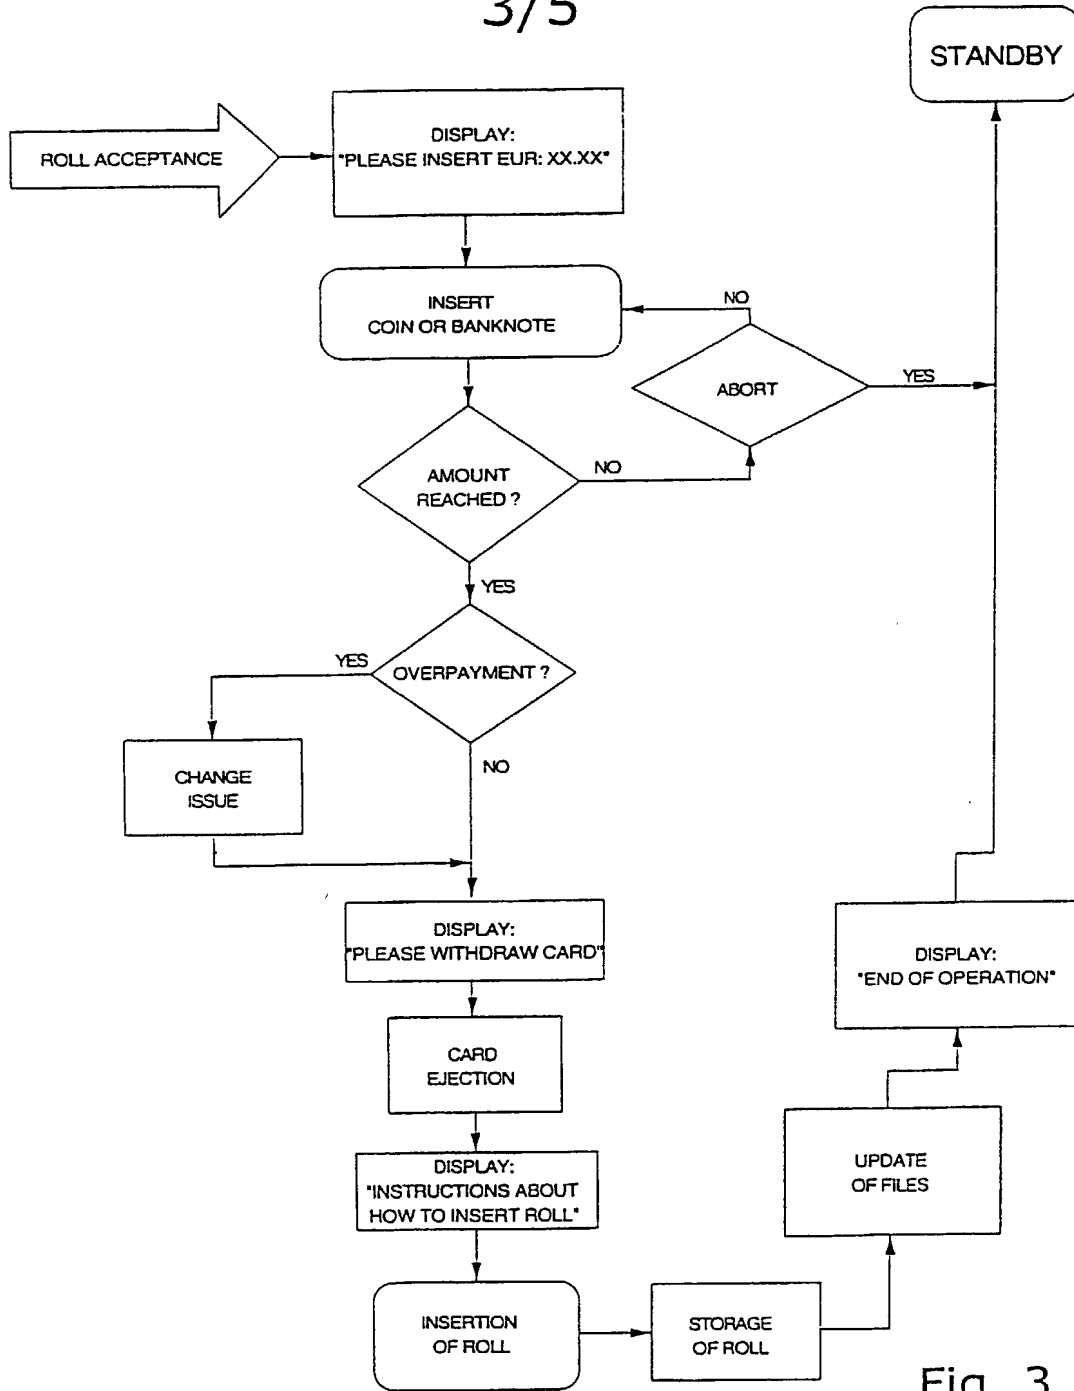 3/5
STANDBY
ROLL ACCEPTANCE
DISPLAY:
"PLEASE INSERT EUR: XX.XX"
INSERT
COIN OR BANKNOTE
NO
ABORT
YES
AMOUNT
REACHED ?
NO
YES
OVERPAYMENT ?
YES
NO
CHANGE
ISSUE
DISPLAY:
"PLEASE WITHDRAW CARD"
DISPLAY:
"END OF OPERATION"
CARD
EJECTION
DISPLAY:
"INSTRUCTIONS ABOUT
HOW TO INSERT ROLL"
UPDATE
OF FILES
INSERTION
OF ROLL
STORAGE
OF ROLL
Fig. 3